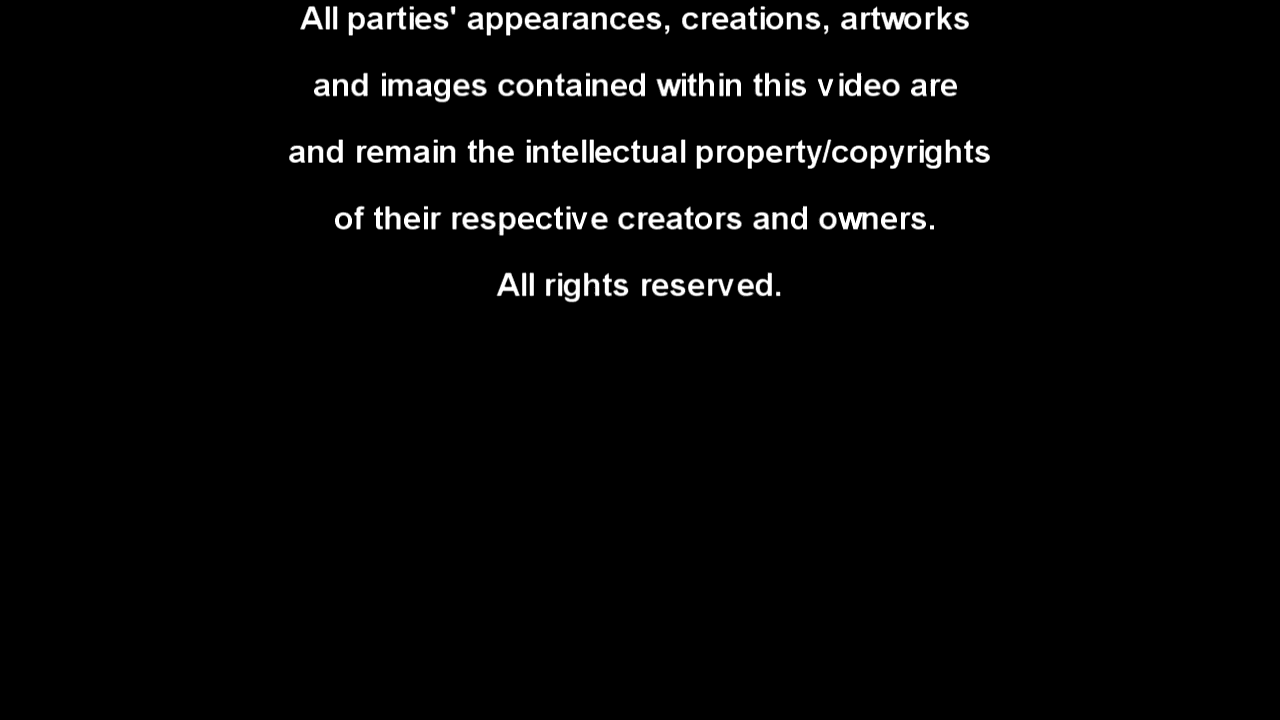 All parties' appearances, creations, artworks
and images contained within this video are
and remain the intellectual property/copyrights
of their respective creators and owners.
All rights reserved.